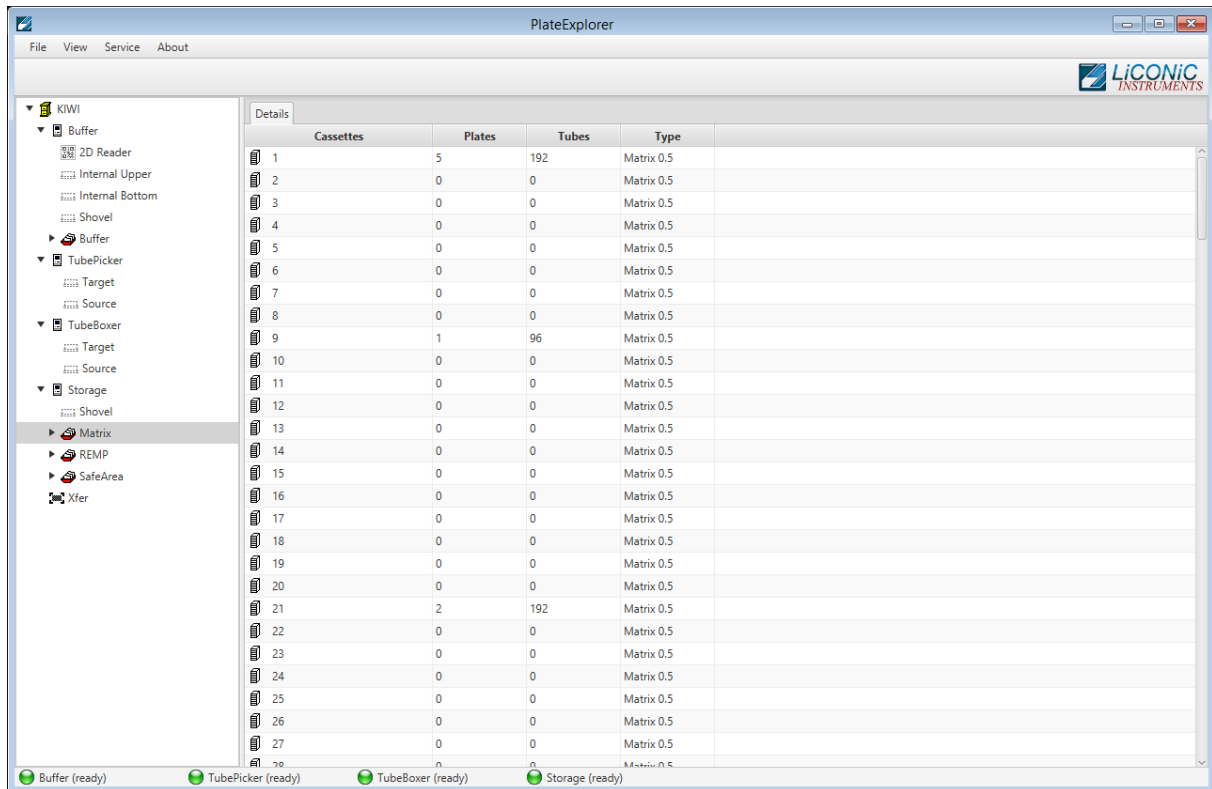 PlateExplorer
File View Service About
LiCONiC
INSTRUMENTS
KIWI
Buffer
2D Reader
Internal Upper
Internal Bottom
Shovel
Buffer
TubePicker
Target
Source
TubeBoxer
Target
Source
Storage
Shovel
Matrix
REMP
SafeArea
Xfer
Details
Cassettes Plates Tubes Type
1 5 192 Matrix 0.5
2 0 0 Matrix 0.5
3 0 0 Matrix 0.5
4 0 0 Matrix 0.5
5 0 0 Matrix 0.5
6 0 0 Matrix 0.5
7 0 0 Matrix 0.5
8 0 0 Matrix 0.5
9 1 96 Matrix 0.5
10 0 0 Matrix 0.5
11 0 0 Matrix 0.5
12 0 0 Matrix 0.5
13 0 0 Matrix 0.5
14 0 0 Matrix 0.5
15 0 0 Matrix 0.5
16 0 0 Matrix 0.5
17 0 0 Matrix 0.5
18 0 0 Matrix 0.5
19 0 0 Matrix 0.5
20 0 0 Matrix 0.5
21 2 192 Matrix 0.5
22 0 0 Matrix 0.5
23 0 0 Matrix 0.5
24 0 0 Matrix 0.5
25 0 0 Matrix 0.5
26 0 0 Matrix 0.5
27 0 0 Matrix 0.5
28 0 0 Matrix 0.5
Buffer (ready) TubePicker (ready) TubeBoxer (ready) Storage (ready)